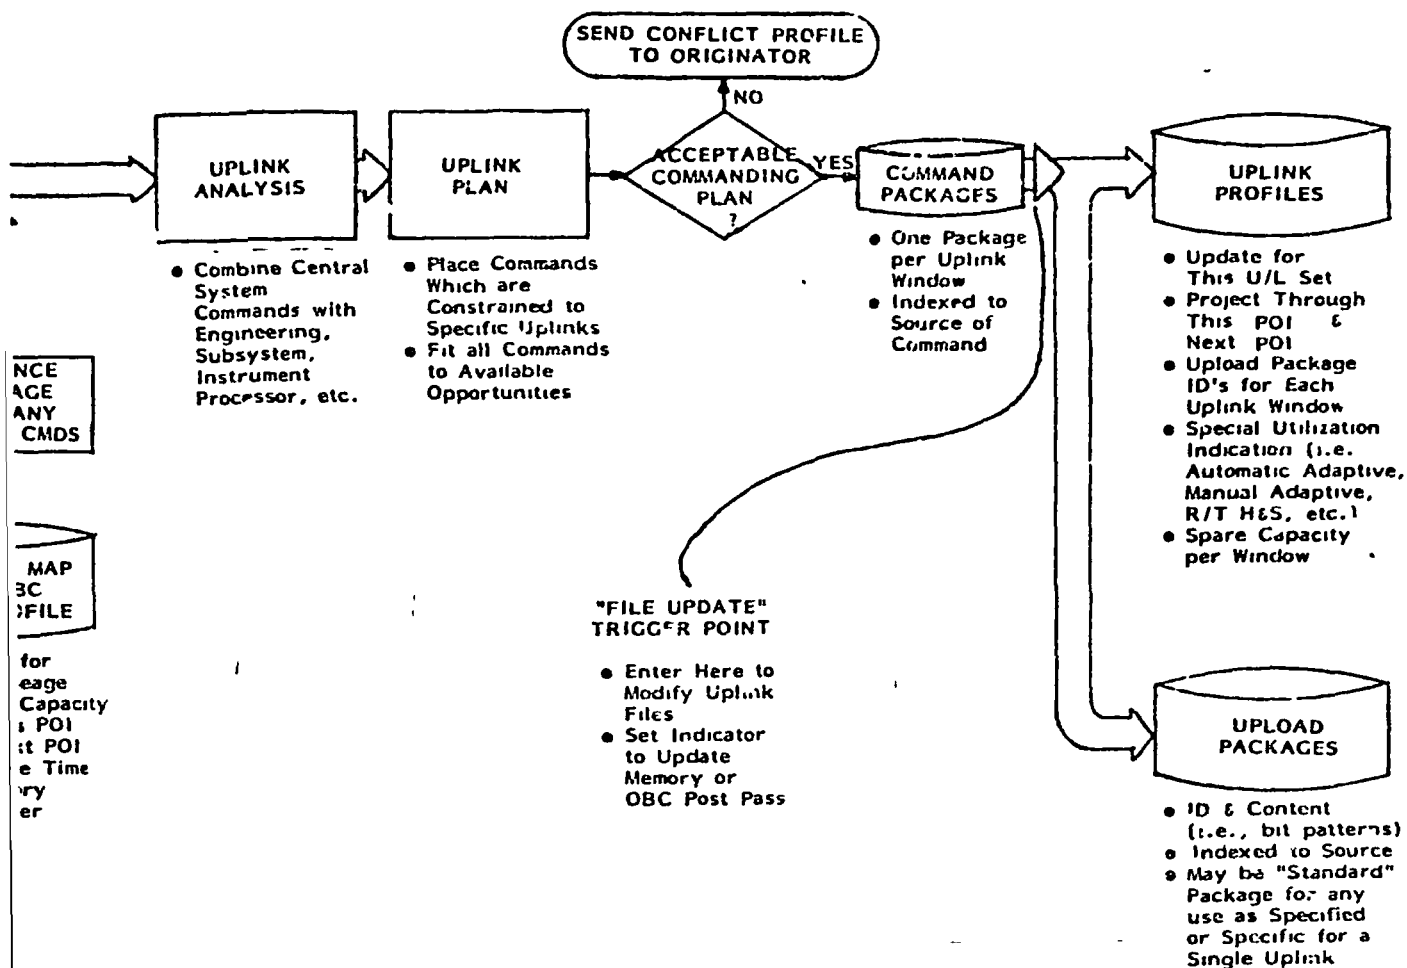 SEND CONFLICT PROFILE
TO ORIGINATOR
NO
UPLINK
ANALYSIS
UPLINK
PLAN
ACCEPTABLE
COMMANDING
PLAN
?
YES
COMMAND
PACKAGES
UPLINK
PROFILES
• Combine Central
System
Commands with
Engineering,
Subsystem,
Instrument
Processor, etc.
• Place Commands
Which are
Constrained to
Specific Uplinks
• Fit all Commands
to Available
Opportunities
• One Package
per Uplink
Window
• Indexed to
Source of
Command
• Update for
This U/L Set
• Project Through
This POI &
Next POI
• Upload Package
ID's for Each
Uplink Window
• Special Utilization
Indication (i.e.
Automatic Adaptive,
Manual Adaptive,
R/T H&S, etc.)
• Spare Capacity
per Window
NCE
AGE
ANY
CMDS
MAP
BC
FILE
for
eage
Capacity
POI
t POI
e Time
ry
er
"FILE UPDATE"
TRIGGER POINT
• Enter Here to
Modify Uplink
Files
• Set Indicator
to Update
Memory or
OBC Post Pass
UPLOAD
PACKAGES
• ID & Content
(i.e., bit patterns)
• Indexed to Source
• May be "Standard"
Package for any
use as Specified
or Specific for a
Single Uplink